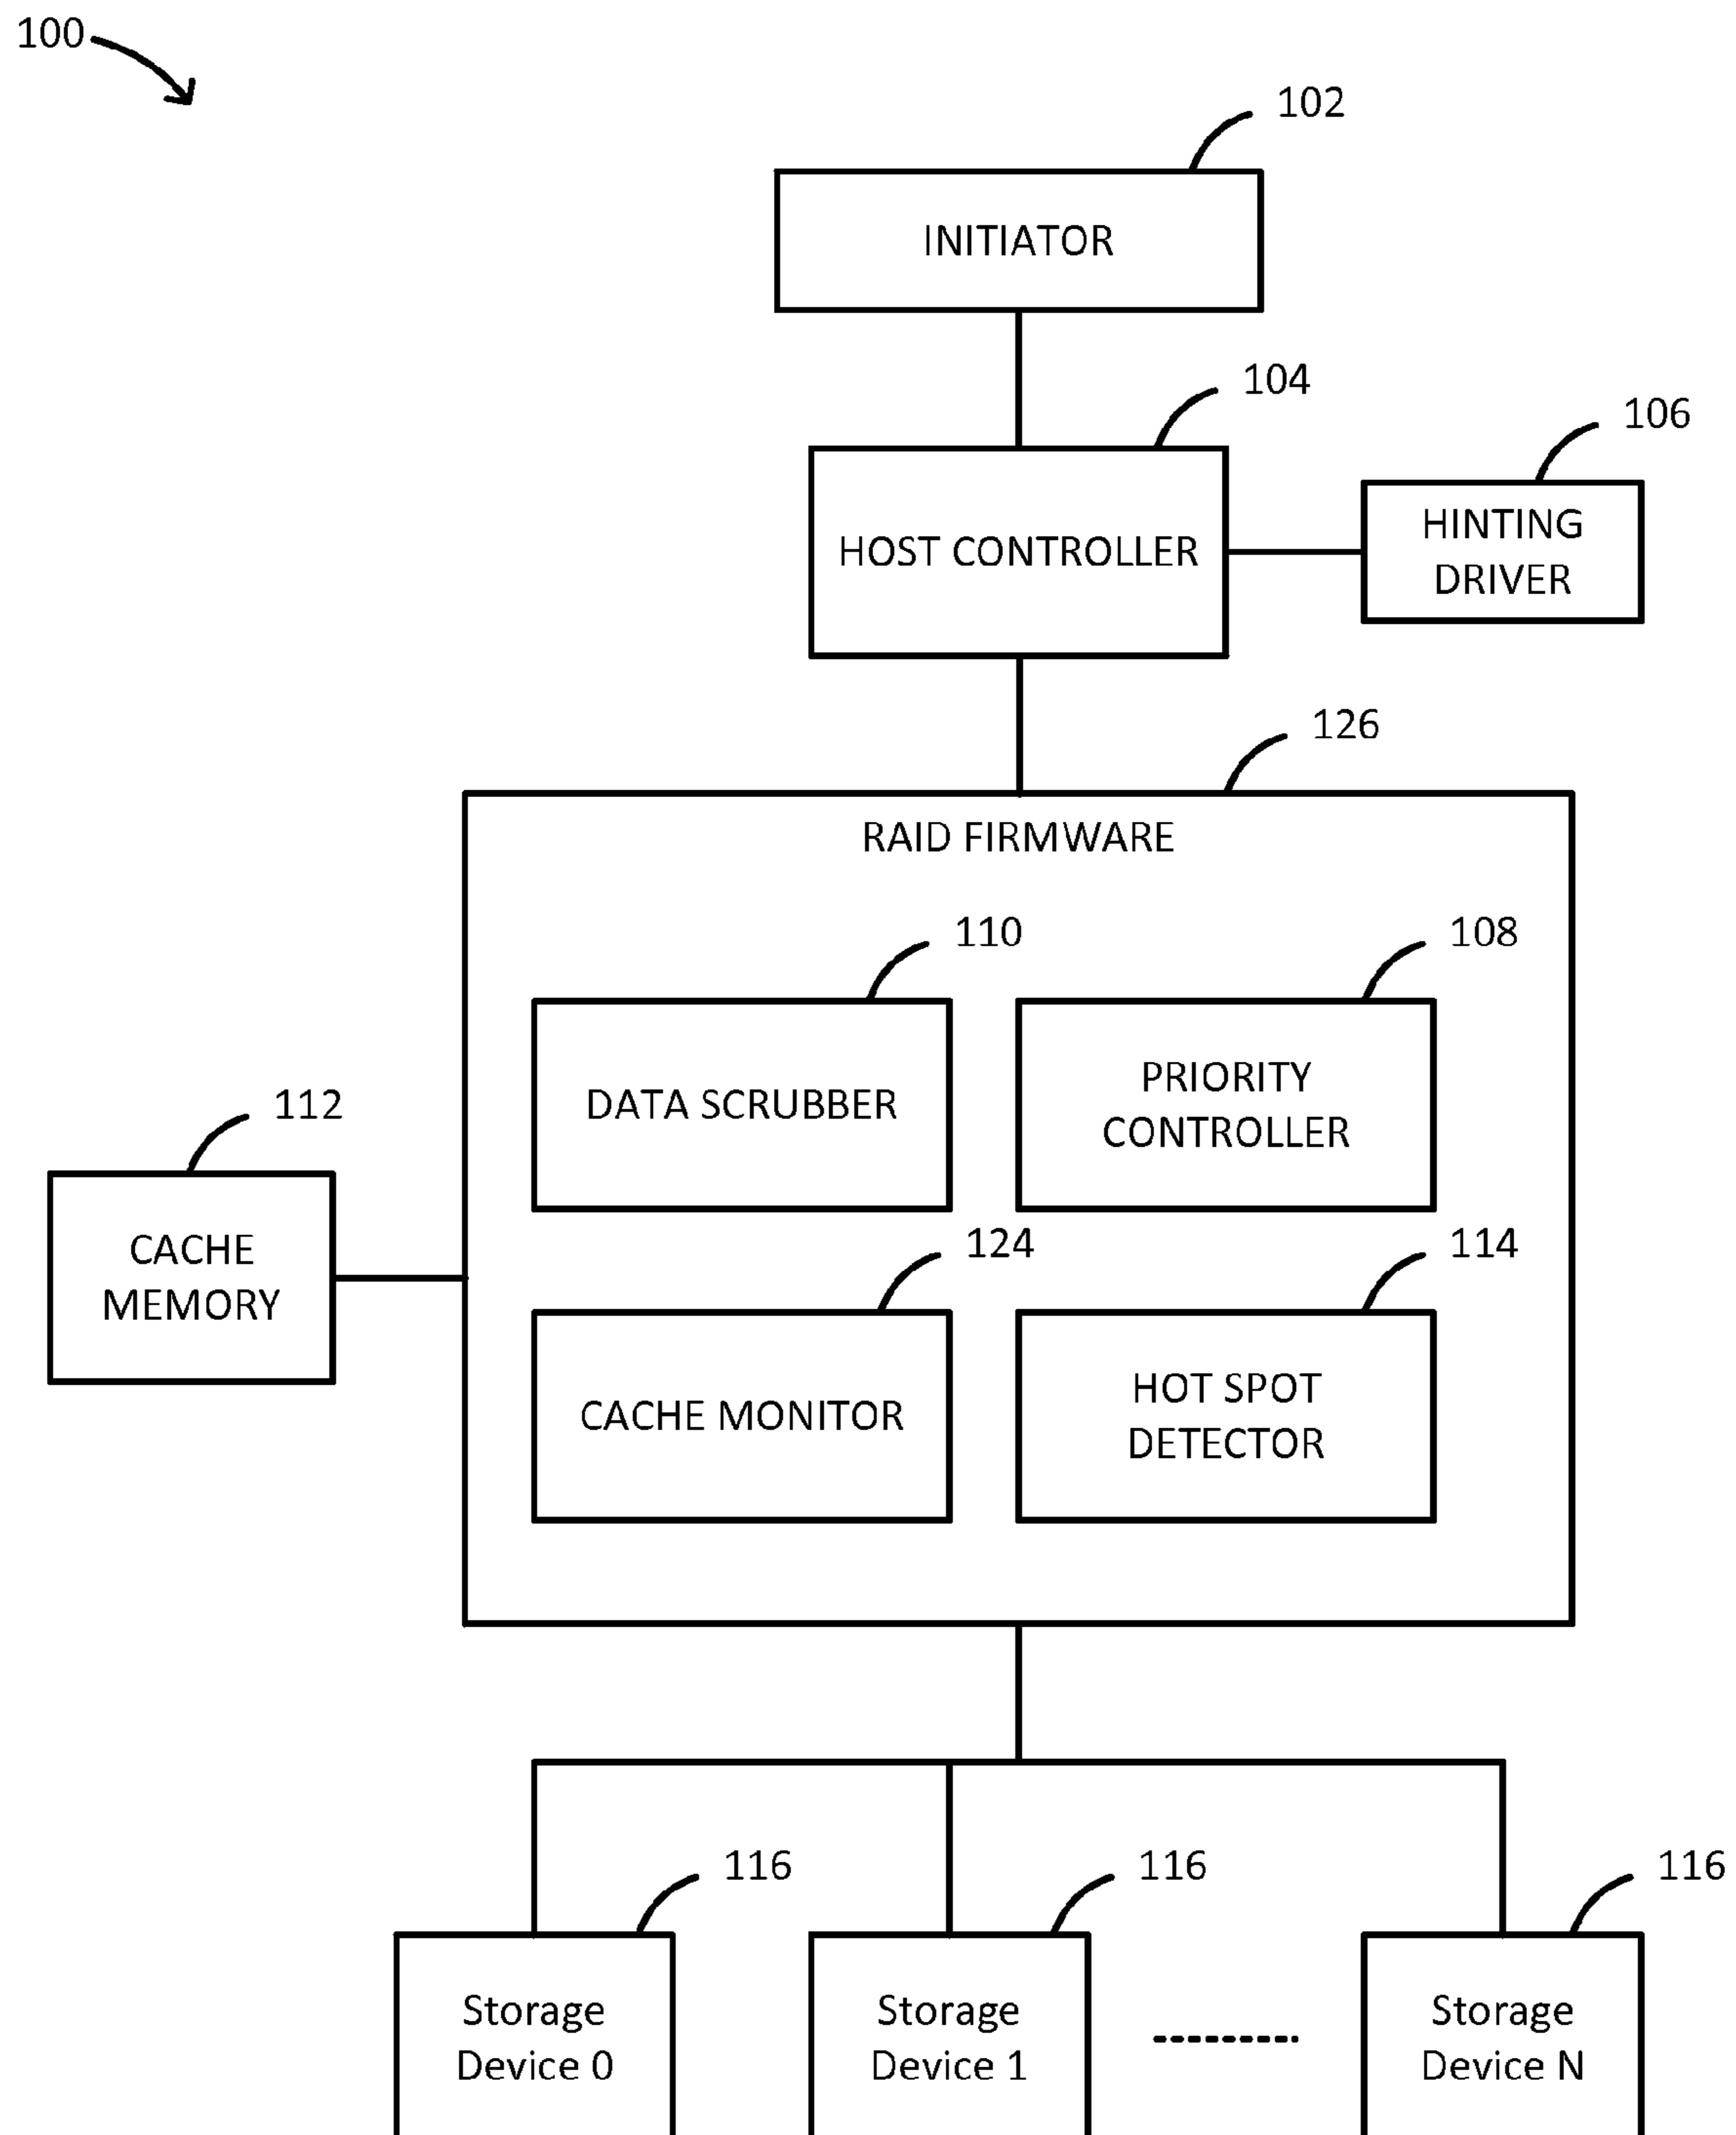 100
102
INITIATOR
104
106
HOST CONTROLLER
HINTING
DRIVER
126
RAID FIRMWARE
110
108
DATA SCRUBBER
PRIORITY
CONTROLLER
112
CACHE
MEMORY
124
114
CACHE MONITOR
HOT SPOT
DETECTOR
116
116
116
Storage
Device 0
Storage
Device 1
Storage
Device N